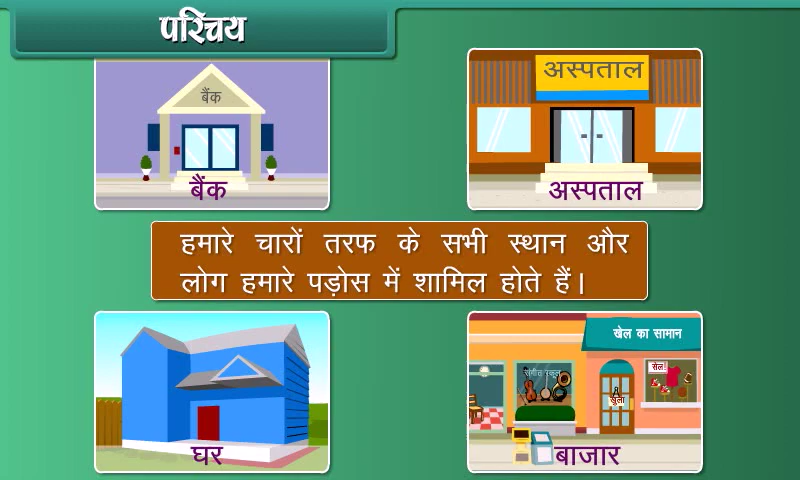 परिचय
बैंक
बैंक
अस्पताल
अस्पताल
हमारे चारों तरफ के सभी स्थान और
लोग हमारे पड़ोस में शामिल होते हैं।
घर
खेल का सामान
संगीत स्कूल
सेल!
खुला
बाजार